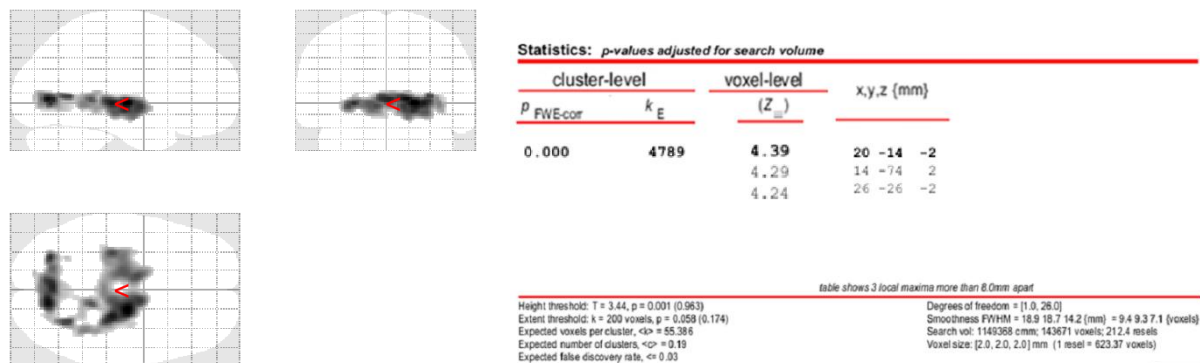 Statistics: p-values adjusted for search volume
cluster-level voxel-level x,y,z {mm}
p FWE-corr k E (Z )
0.000 4789 4.39 20 -14 -2
4.29 14 -74 2
4.24 26 -26 -2
table shows 3 local maxima more than 8.0mm apart
Height threshold: T = 3.44, p = 0.001 (0.963)
Extent threshold: k = 200 voxels, p = 0.058 (0.174)
Expected voxels per cluster, <k> = 55.386
Expected number of clusters, <c> = 0.19
Expected false discovery rate, <= 0.03
Degrees of freedom = [1.0, 26.0]
Smoothness FWHM = 18.9 18.7 14.2 {mm} = 9.4 9.3 7.1 {voxels}
Search vol: 1149368 cmm; 143671 voxels; 212.4 resels
Voxel size: [2.0, 2.0, 2.0] mm (1 resel = 623.37 voxels)